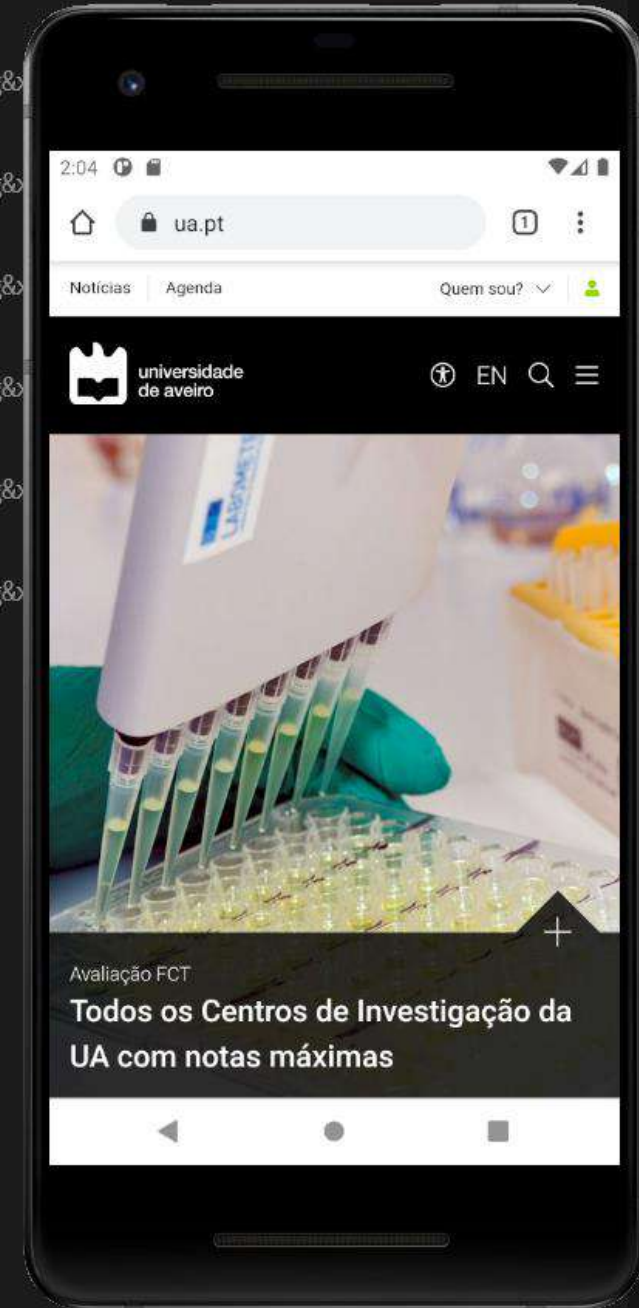 g&
g&
g&
g&
g&
g&
2:04
ua.pt
1
Notícias Agenda Quem sou?
universidade
de aveiro
EN
LABOMETER
Avaliação FCT
Todos os Centros de Investigação da
UA com notas máximas